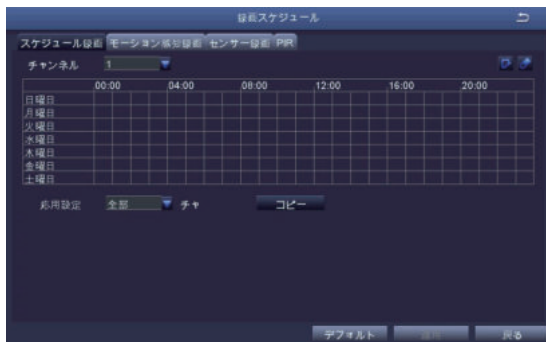 録画スケジュール
スケジュール録画 モーション感知録画 センサー録画 PIR
チャンネル 1
00:00 04:00 08:00 12:00 16:00 20:00
日曜日
月曜日
火曜日
水曜日
木曜日
金曜日
土曜日
応用設定 全部 チャ コピー
デフォルト 適用 戻る